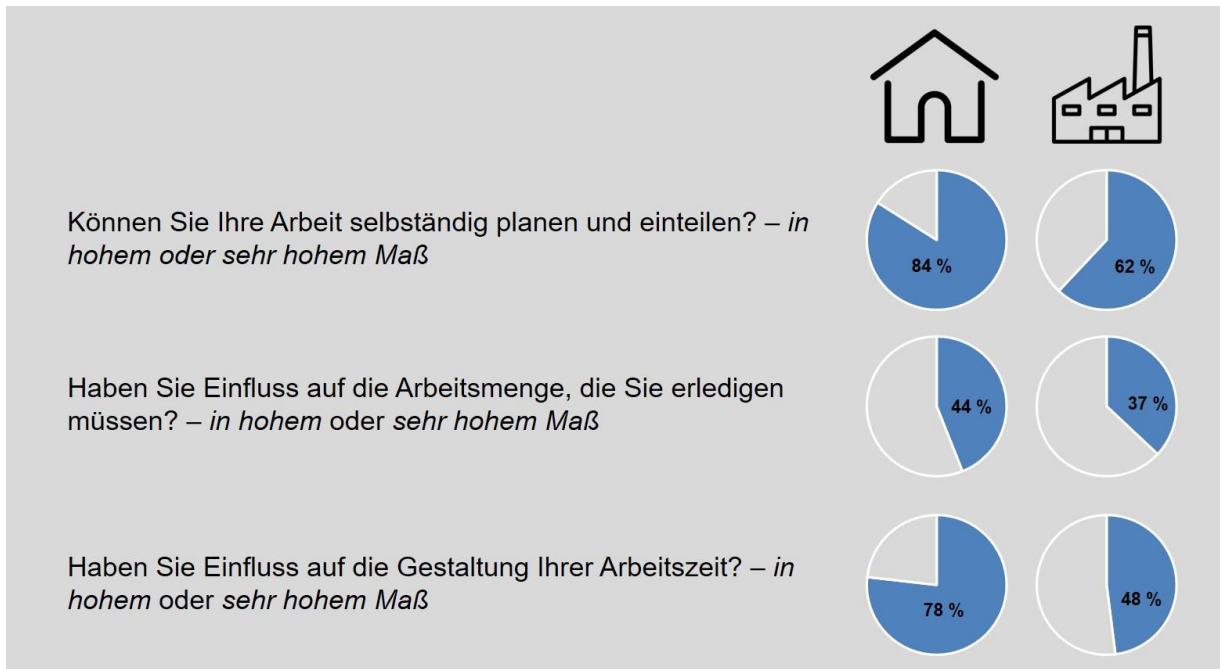 Können Sie Ihre Arbeit selbständig planen und einteilen? – in
hohem oder sehr hohem Maß
84 %
62 %
Haben Sie Einfluss auf die Arbeitsmenge, die Sie erledigen
müssen? – in hohem oder sehr hohem Maß
44 %
37 %
Haben Sie Einfluss auf die Gestaltung Ihrer Arbeitszeit? – in
hohem oder sehr hohem Maß
78 %
48 %